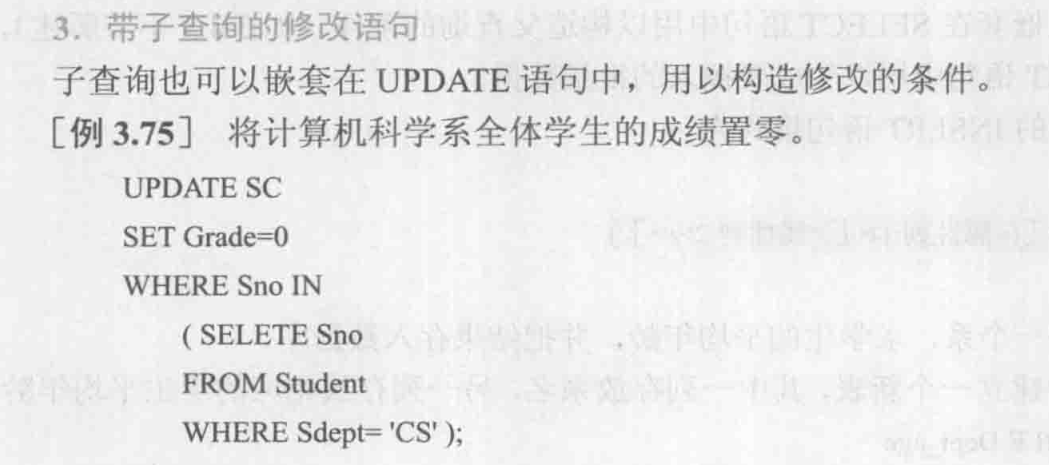 3. 带子查询的修改语句
子查询也可以嵌套在 UPDATE 语句中，用以构造修改的条件。
［例 3.75］ 将计算机科学系全体学生的成绩置零。
UPDATE SC
SET Grade=0
WHERE Sno IN
( SELETE Sno
FROM Student
WHERE Sdept= 'CS' );